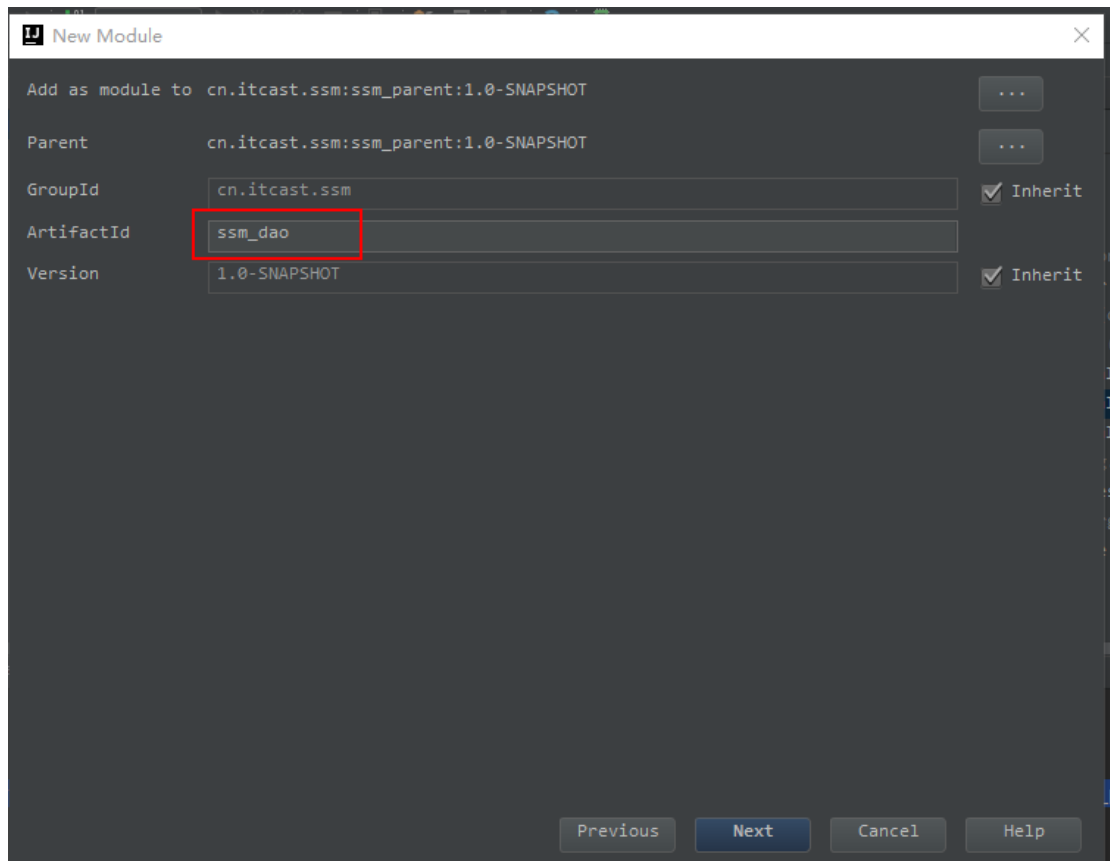 New Module
Add as module to cn.itcast.ssm:ssm_parent:1.0-SNAPSHOT ...
Parent cn.itcast.ssm:ssm_parent:1.0-SNAPSHOT ...
GroupId cn.itcast.ssm Inherit
ArtifactId ssm_dao
Version 1.0-SNAPSHOT Inherit
Previous Next Cancel Help